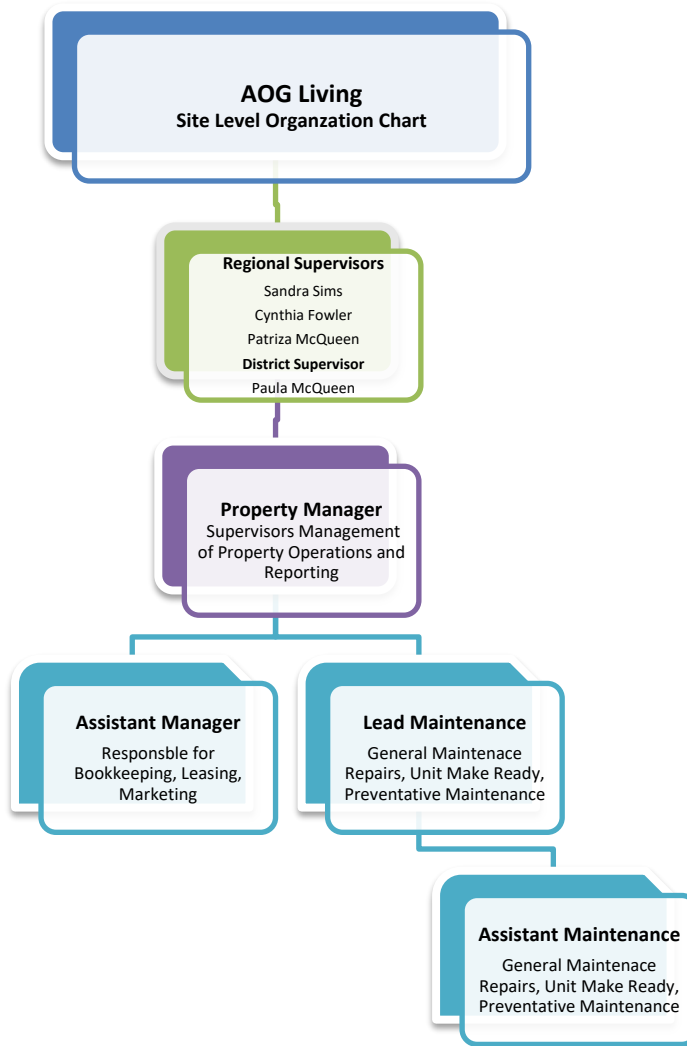 AOG Living
Site Level Organzation Chart
Regional Supervisors
Sandra Sims
Cynthia Fowler
Patriza McQueen
District Supervisor
Paula McQueen
Property Manager
Supervisors Management
of Property Operations and
Reporting
Assistant Manager
Responsble for
Bookkeeping, Leasing,
Marketing
Lead Maintenance
General Maintenace
Repairs, Unit Make Ready,
Preventative Maintenance
Assistant Maintenance
General Maintenace
Repairs, Unit Make Ready,
Preventative Maintenance